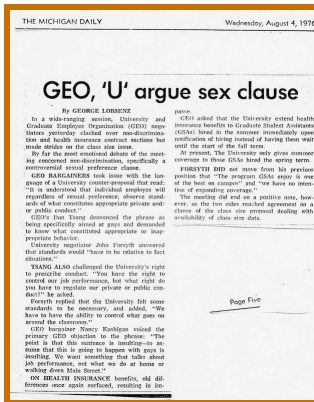 THE MICHIGAN DAILY
Wednesday, August 4, 1976
GEO, 'U' argue sex clause
By GEORGE LOBSENZ
In a wide-ranging session, University and
Graduate Employes Organization (GEO) nego-
tiators yesterday clashed over non-discrimina-
tion and health insurance contract sections but
made strides on the class size issue.
By far the most emotional debate of the meet-
ing concerned non-discrimination, specifically a
controversial sexual preference clause.
GEO BARGAINERS took issue with the lan-
guage of a University counter-proposal that read:
"It is understood that individual employes will
regardless of sexual preference, observe stand-
ards of what constitutes appropriate private and/
or public conduct."
GEO's Dan Tsang denounced the phrase as
being specifically aimed at gays and demanded
to know what constituted appropriate or inap-
propriate behavior.
University negotiator John Forsyth answered
that standards would "have to be relative to fact
situations."
TSANG ALSO challenged the University's right
to prescribe conduct. "You have the right to
control our job performance, but what right do
you have to regulate our private or public con-
duct?" he asked.
Forsyth replied that the University felt some
standards to be necessary, and added, "We
have to have the ability to control what goes on
around the classroom."
GEO bargainer Nancy Kushigan voiced the
primary GEO objection to the phrase: "The
point is that this sentence is insulting—to as-
sume that this is going to happen with gays is
insulting. We want something that talks about
job performance, not what we do at home or
walking down Main Street."
ON HEALTH INSURANCE benefits, old dif-
ferences once again surfaced, resulting in im-
passe.
GEO asked that the University extend health
insurance benefits to Graduate Student Assistants
(GSAs) hired in the summer immediately upon
notification of hiring instead of having them wait
until the start of the fall term.
At present, The University only gives summer
coverage to those GSAs hired the spring term.
FORSYTH DID not move from his previous
position that "The program GSAs enjoy is one
of the best on campus" and "we have no inten-
tion of expanding coverage."
The meeting did end on a positive note, how-
ever, as the two sides reached agreement on a
clause of the class size proposal dealing with
availability of class size data.
Page Five